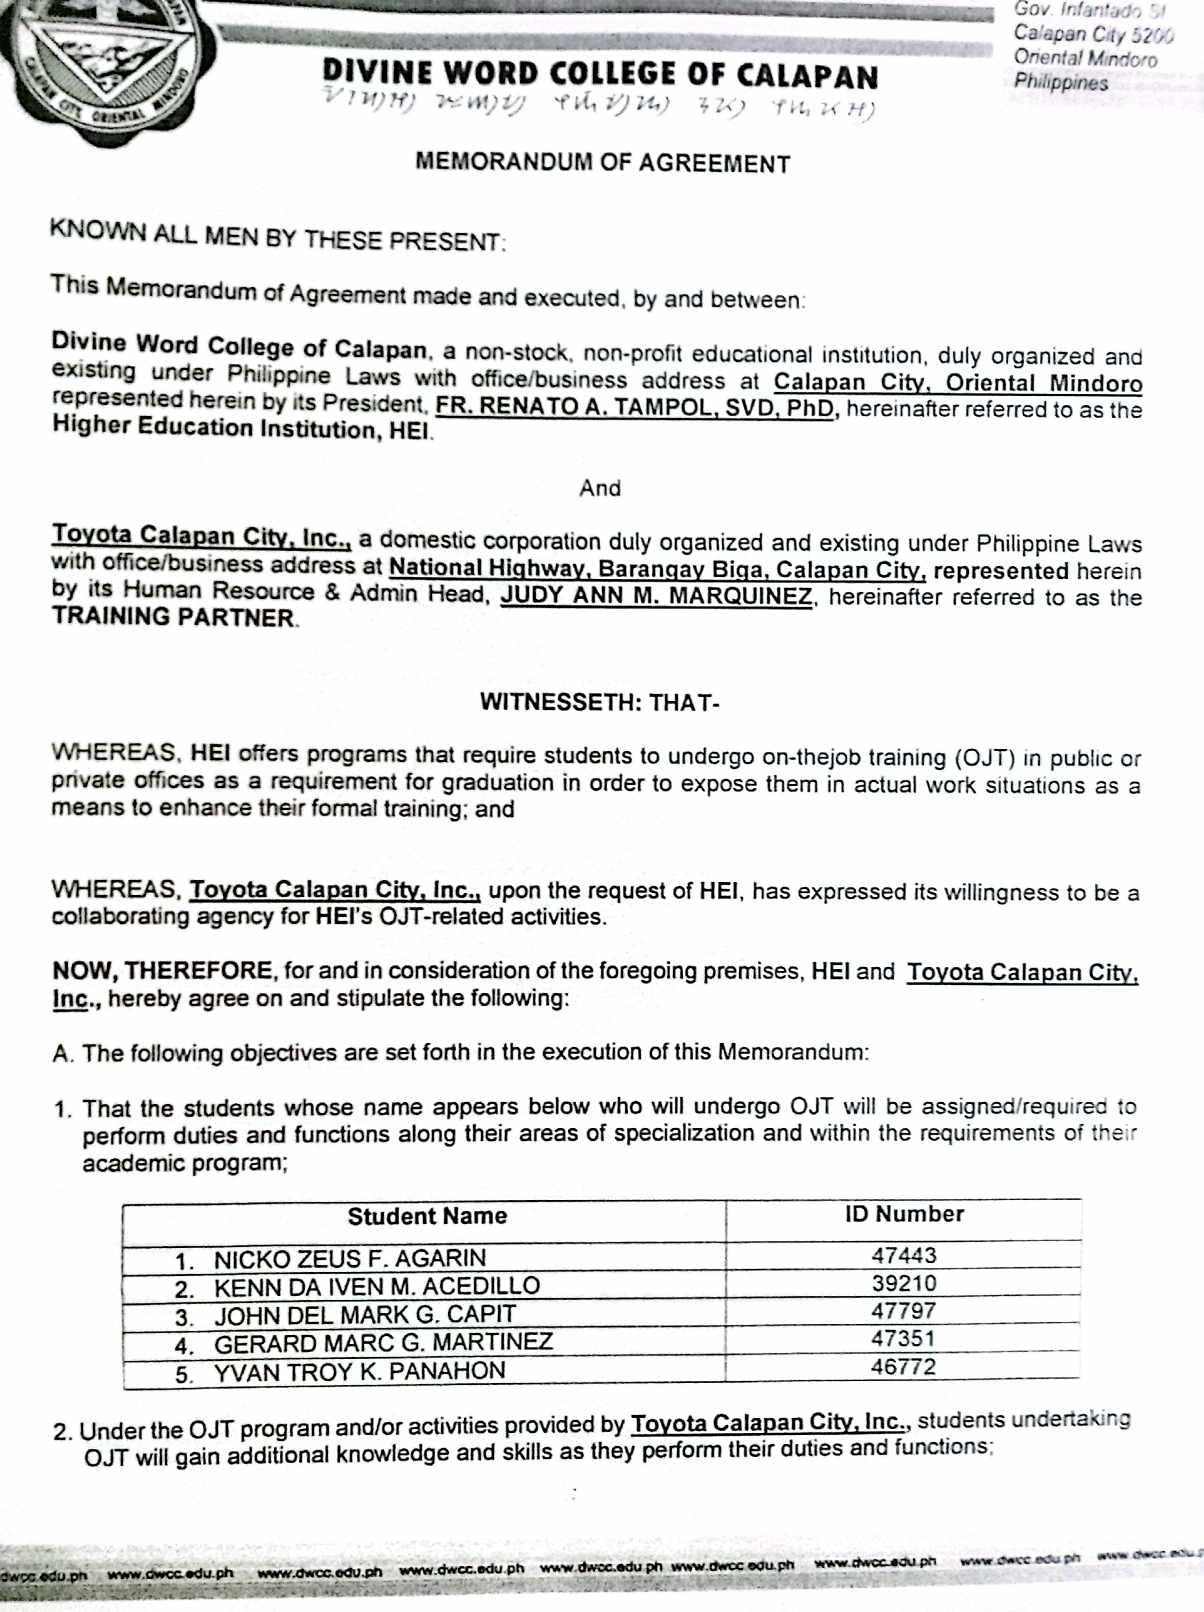 Gov. Infantado St
Calapan City 5200
Oriental Mindoro
Philippines
CALAPAN CITY, ORIENTAL MINDORO
DIVINE WORD COLLEGE OF CALAPAN
MEMORANDUM OF AGREEMENT
KNOWN ALL MEN BY THESE PRESENT:
This Memorandum of Agreement made and executed, by and between:
Divine Word College of Calapan, a non-stock, non-profit educational institution, duly organized and
existing under Philippine Laws with office/business address at Calapan City, Oriental Mindoro
represented herein by its President, FR. RENATO A. TAMPOL, SVD, PhD, hereinafter referred to as the
Higher Education Institution, HEI.
And
Toyota Calapan City, Inc., a domestic corporation duly organized and existing under Philippine Laws
with office/business address at National Highway, Barangay Biga, Calapan City, represented herein
by its Human Resource & Admin Head, JUDY ANN M. MARQUINEZ, hereinafter referred to as the
TRAINING PARTNER.
WITNESSETH: THAT-
WHEREAS, HEI offers programs that require students to undergo on-thejob training (OJT) in public or
private offices as a requirement for graduation in order to expose them in actual work situations as a
means to enhance their formal training; and
WHEREAS, Toyota Calapan City, Inc., upon the request of HEI, has expressed its willingness to be a
collaborating agency for HEI's OJT-related activities.
NOW, THEREFORE, for and in consideration of the foregoing premises, HEI and Toyota Calapan City,
Inc., hereby agree on and stipulate the following:
A. The following objectives are set forth in the execution of this Memorandum:
1. That the students whose name appears below who will undergo OJT will be assigned/required to
perform duties and functions along their areas of specialization and within the requirements of their
academic program;
Student Name ID Number
1. NICKO ZEUS F. AGARIN 47443
2. KENN DA IVEN M. ACEDILLO 39210
3. JOHN DEL MARK G. CAPIT 47797
4. GERARD MARC G. MARTINEZ 47351
5. YVAN TROY K. PANAHON 46772
2. Under the OJT program and/or activities provided by Toyota Calapan City, Inc., students undertaking
OJT will gain additional knowledge and skills as they perform their duties and functions;
dwcc.edu.ph www.dwcc.edu.ph www.dwcc.edu.ph www.dwcc.edu.ph www.dwcc.edu.ph www.dwcc.edu.ph www.dwcc.edu.ph www.dwcc.edu.ph www.dwcc.edu.p